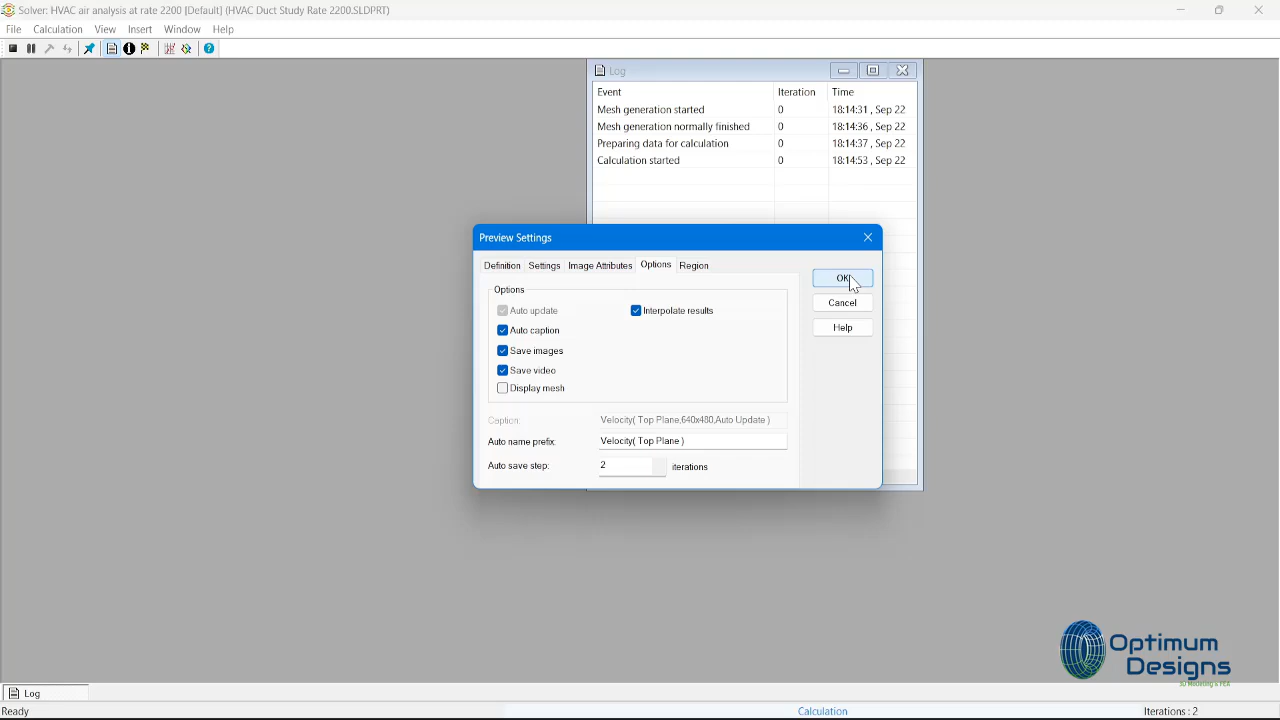 Solver: HVAC air analysis at rate 2200 [Default] (HVAC Duct Study Rate 2200.SLDPRT)
File Calculation View Insert Window Help
Log
Event Iteration Time
Mesh generation started 0 18:14:31 , Sep 22
Mesh generation normally finished 0 18:14:36 , Sep 22
Preparing data for calculation 0 18:14:37 , Sep 22
Calculation started 0 18:14:53 , Sep 22
Preview Settings
Definition Settings Image Attributes Options Region
OK
Options
Cancel
Auto update Interpolate results
Help
Auto caption
Save images
Save video
Display mesh
Caption: Velocity( Top Plane,640x480,Auto Update )
Auto name prefix: Velocity( Top Plane )
Auto save step: 2 iterations
Optimum
Designs
3D Modeling & FEA
Log
Ready Calculation Iterations : 2